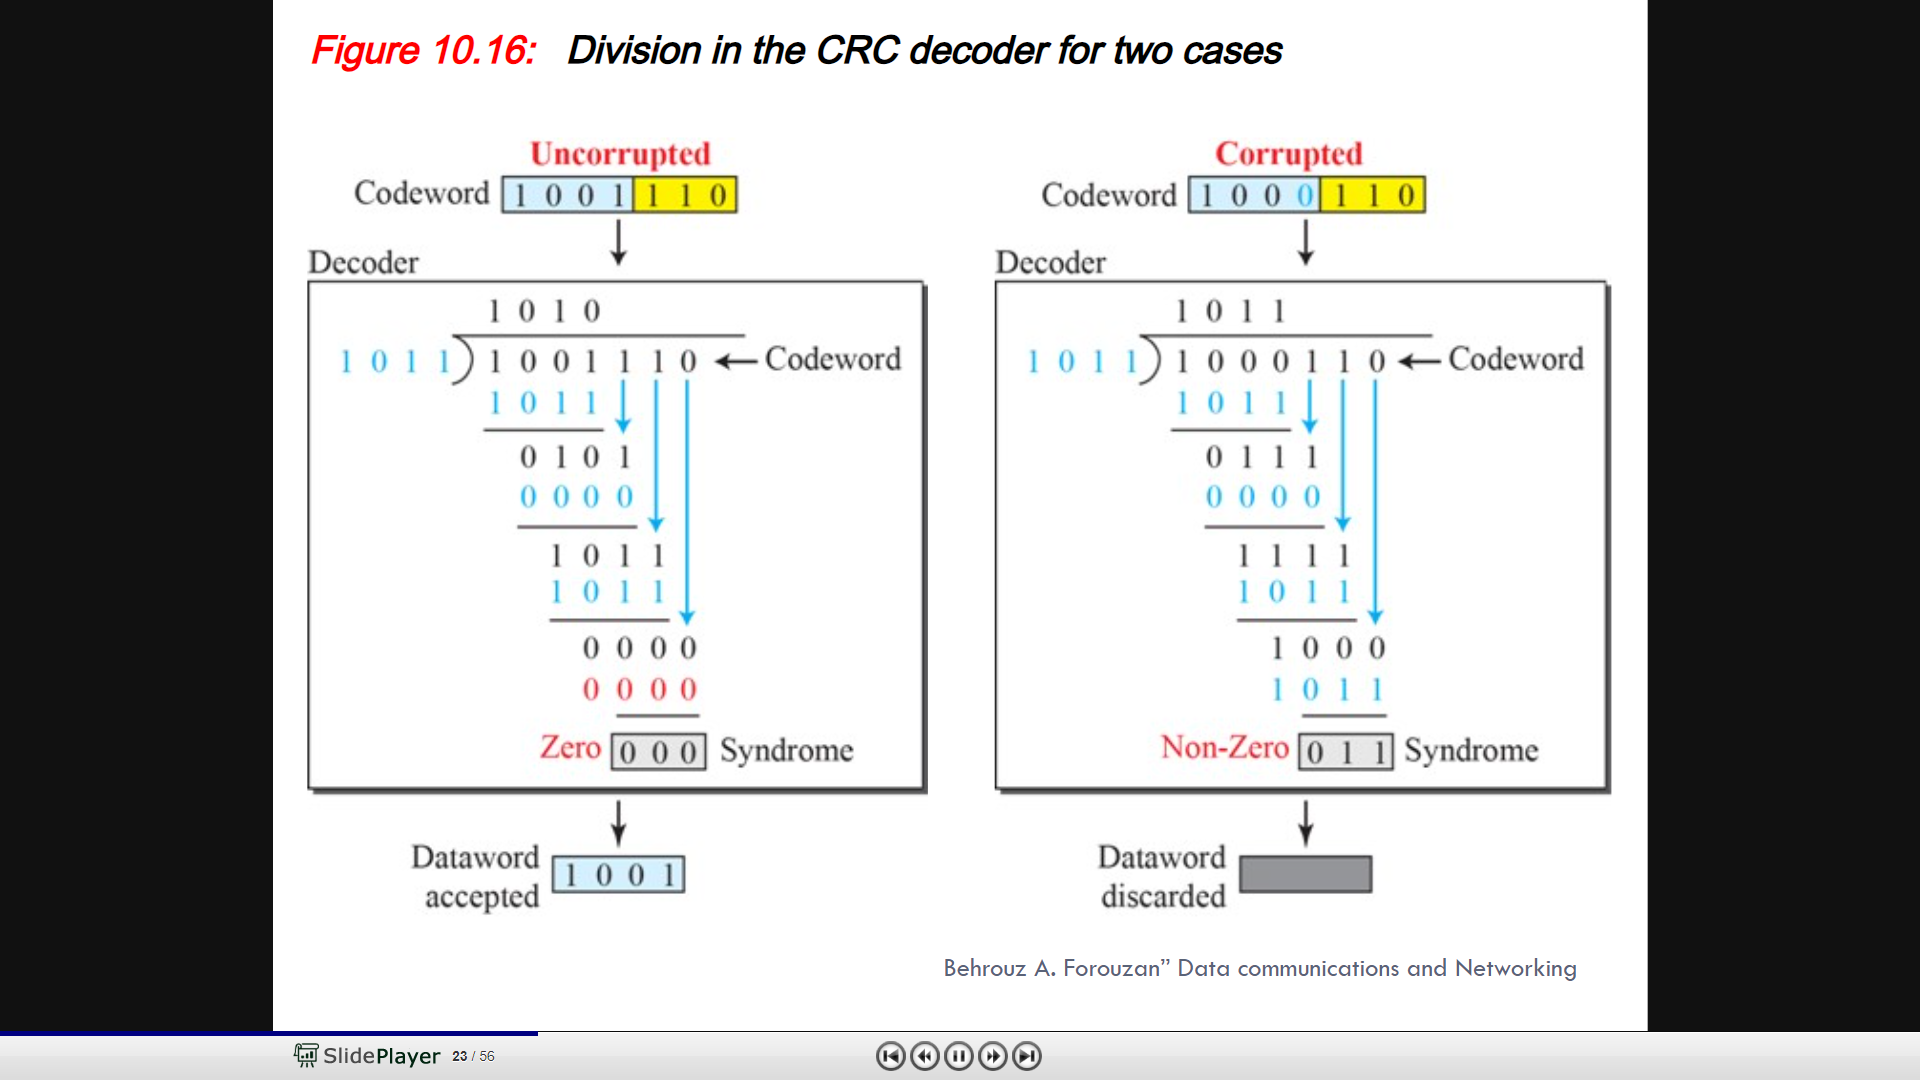 Figure 10.16: Division in the CRC decoder for two cases
Uncorrupted
Codeword 1 0 0 1 1 1 0
Decoder
1 0 1 0
1 0 1 1 ) 1 0 0 1 1 1 0 ← Codeword
1 0 1 1
0 1 0 1
0 0 0 0
1 0 1 1
1 0 1 1
0 0 0 0
0 0 0 0
Zero 0 0 0 Syndrome
Dataword
accepted 1 0 0 1
Corrupted
Codeword 1 0 0 0 1 1 0
Decoder
1 0 1 1
1 0 1 1 ) 1 0 0 0 1 1 0 ← Codeword
1 0 1 1
0 1 1 1
0 0 0 0
1 1 1 1
1 0 1 1
1 0 0 0
1 0 1 1
Non-Zero 0 1 1 Syndrome
Dataword
discarded
Behrouz A. Forouzan” Data communications and Networking
SlidePlayer 23 / 56